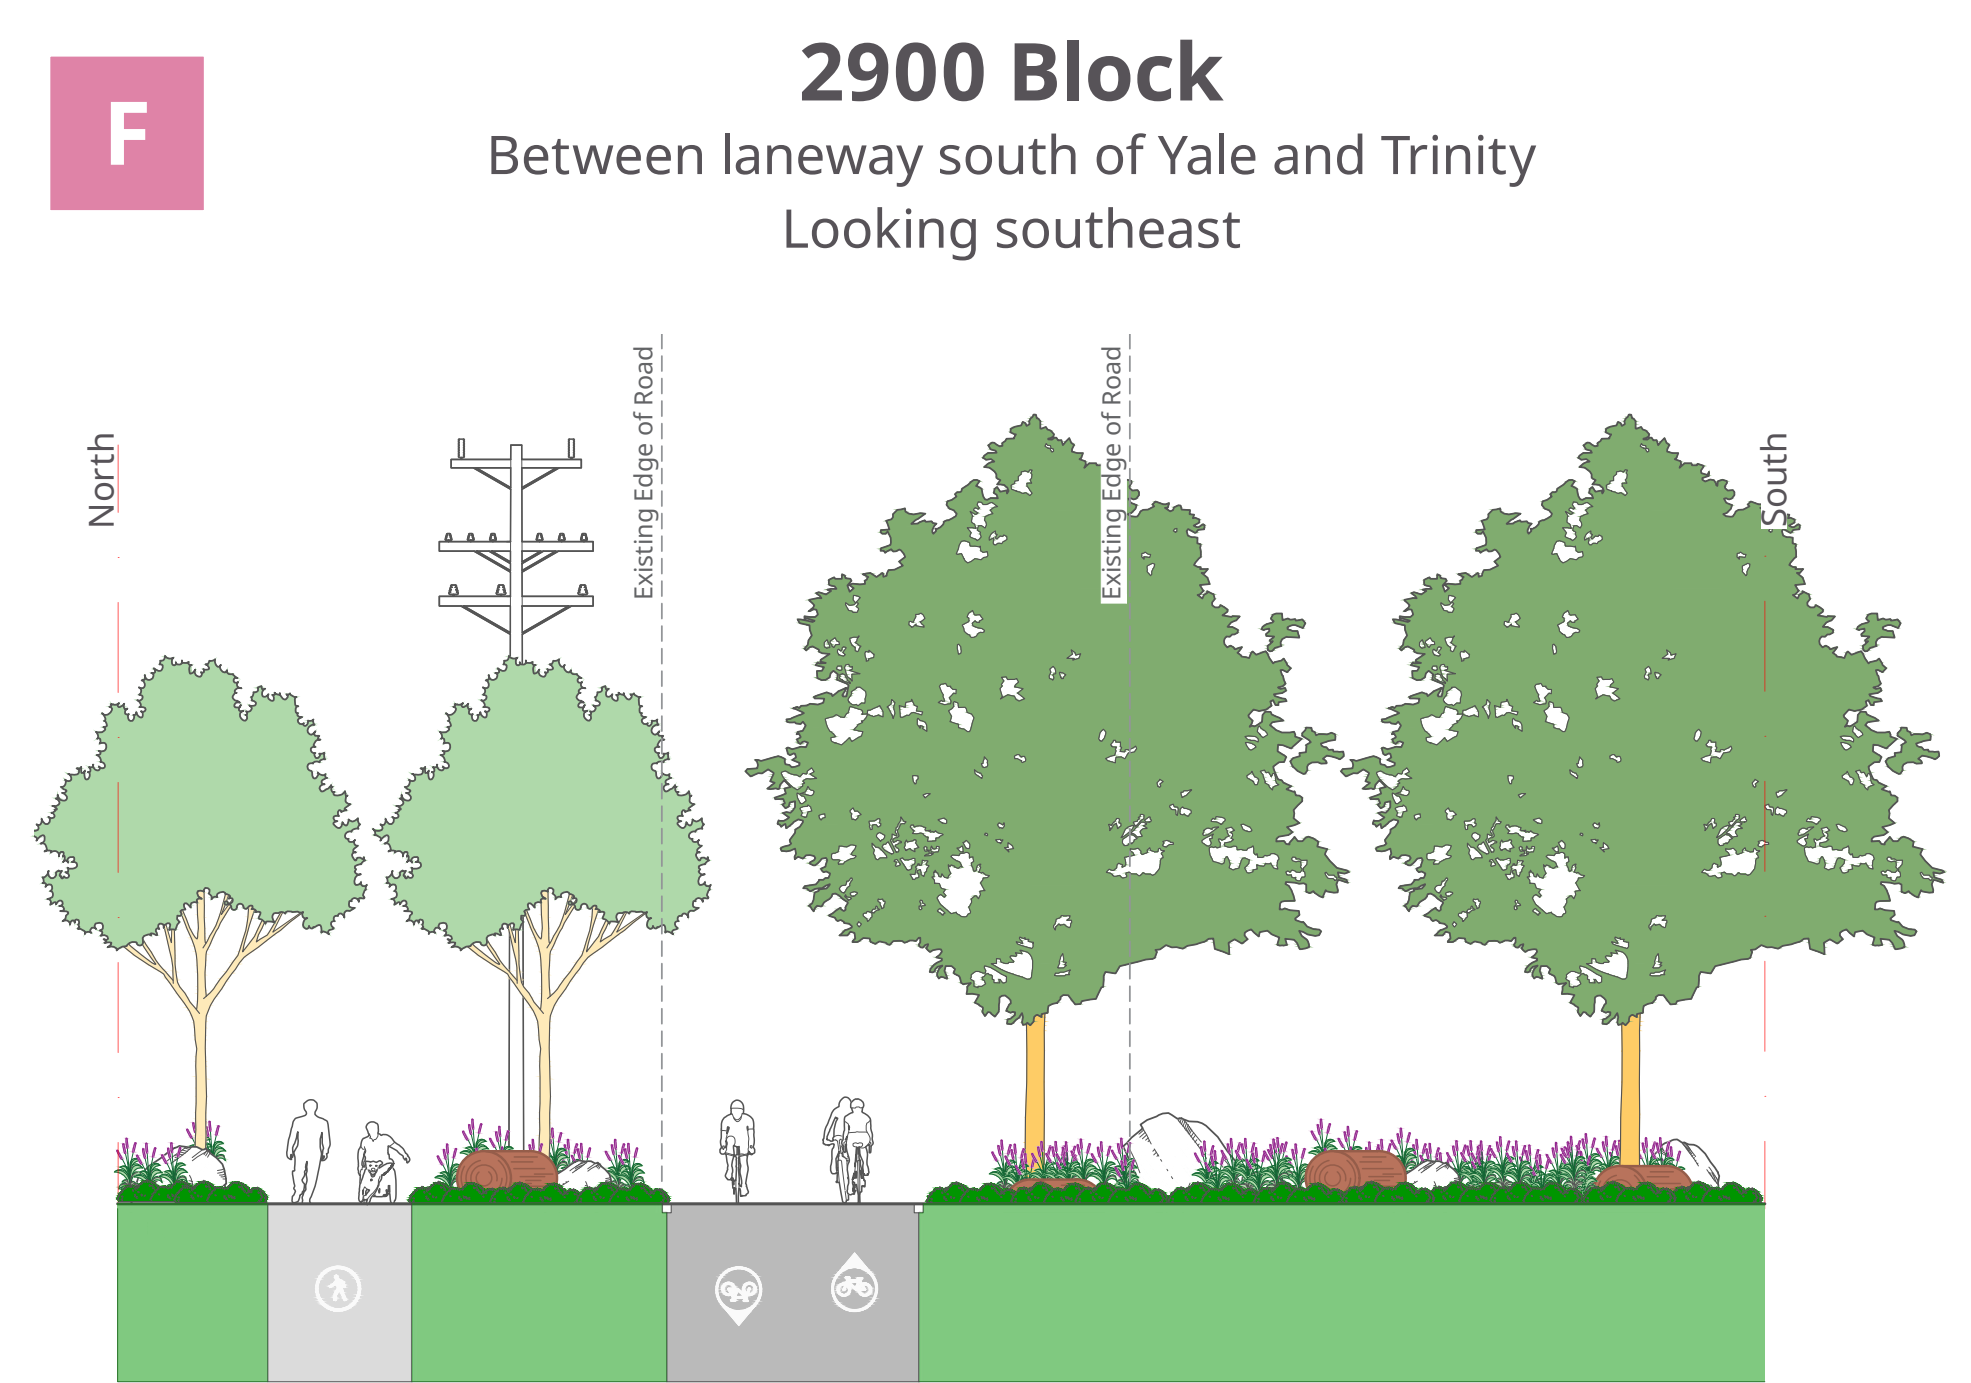 F
2900 Block
Between laneway south of Yale and Trinity
Looking southeast
North
Existing Edge of Road
Existing Edge of Road
South